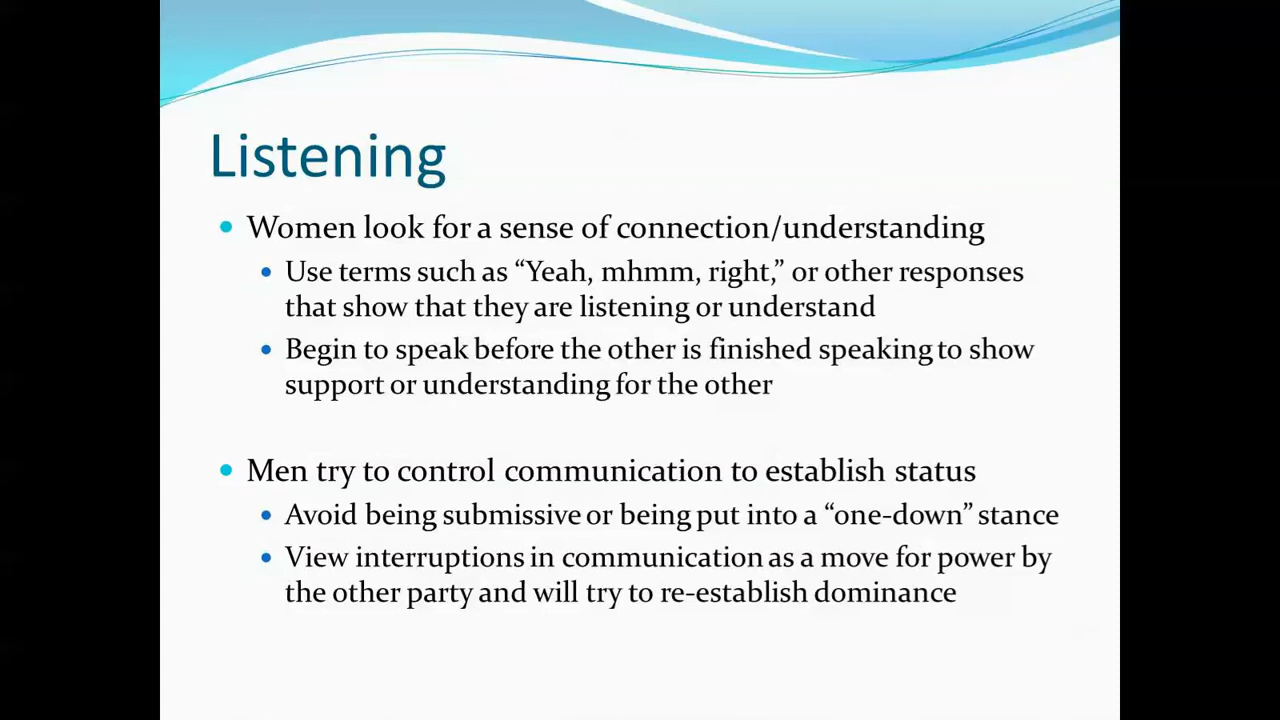 Listening
• Women look for a sense of connection/understanding
• Use terms such as “Yeah, mhmm, right,” or other responses
that show that they are listening or understand
• Begin to speak before the other is finished speaking to show
support or understanding for the other
• Men try to control communication to establish status
• Avoid being submissive or being put into a “one-down” stance
• View interruptions in communication as a move for power by
the other party and will try to re-establish dominance